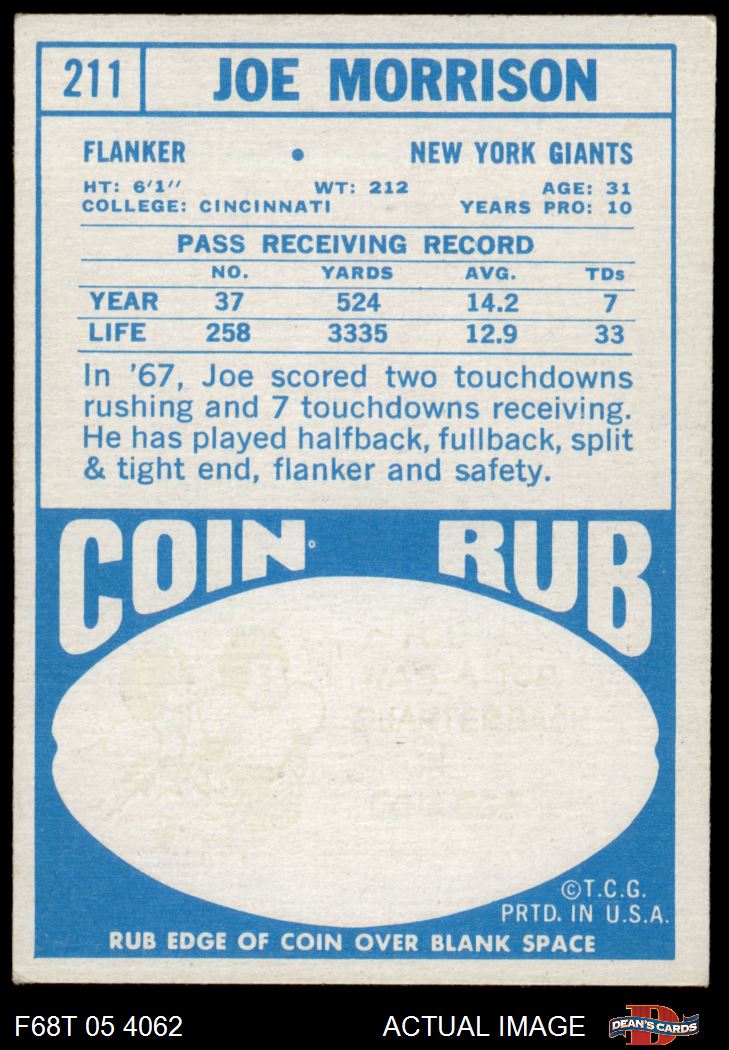 211 JOE MORRISON
FLANKER • NEW YORK GIANTS
HT: 6'1" WT: 212 AGE: 31
COLLEGE: CINCINNATI YEARS PRO: 10
PASS RECEIVING RECORD
NO. YARDS AVG. TDs
YEAR 37 524 14.2 7
LIFE 258 3335 12.9 33
In '67, Joe scored two touchdowns
rushing and 7 touchdowns receiving.
He has played halfback, fullback, split
& tight end, flanker and safety.
COIN RUB
WAS A TOP
QUARTERBACK
©T.C.G.
PRTD. IN U.S.A.
RUB EDGE OF COIN OVER BLANK SPACE
F68T 05 4062 ACTUAL IMAGE DEAN'S CARDS